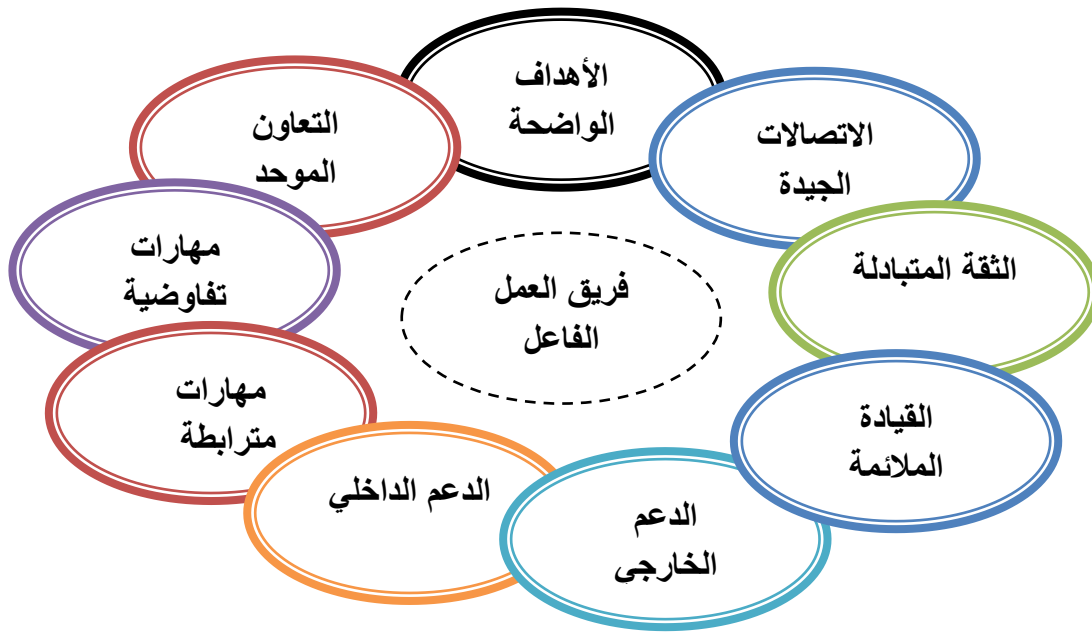 الأهداف
الواضحة
الاتصالات
الجيدة
الثقة المتبادلة
القيادة
الملائمة
الدعم
الخارجي
الدعم الداخلي
مهارات
مترابطة
مهارات
تفاوضية
التعاون
الموحد
فريق العمل
الفاعل